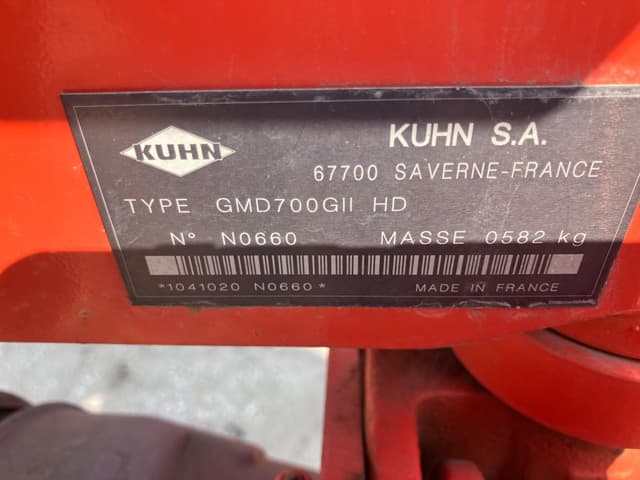 KUHN
KUHN S.A.
67700 SAVERNE-FRANCE
TYPE GMD700GII HD
N° N0660 MASSE 0582 kg
*1041020 N0660* MADE IN FRANCE